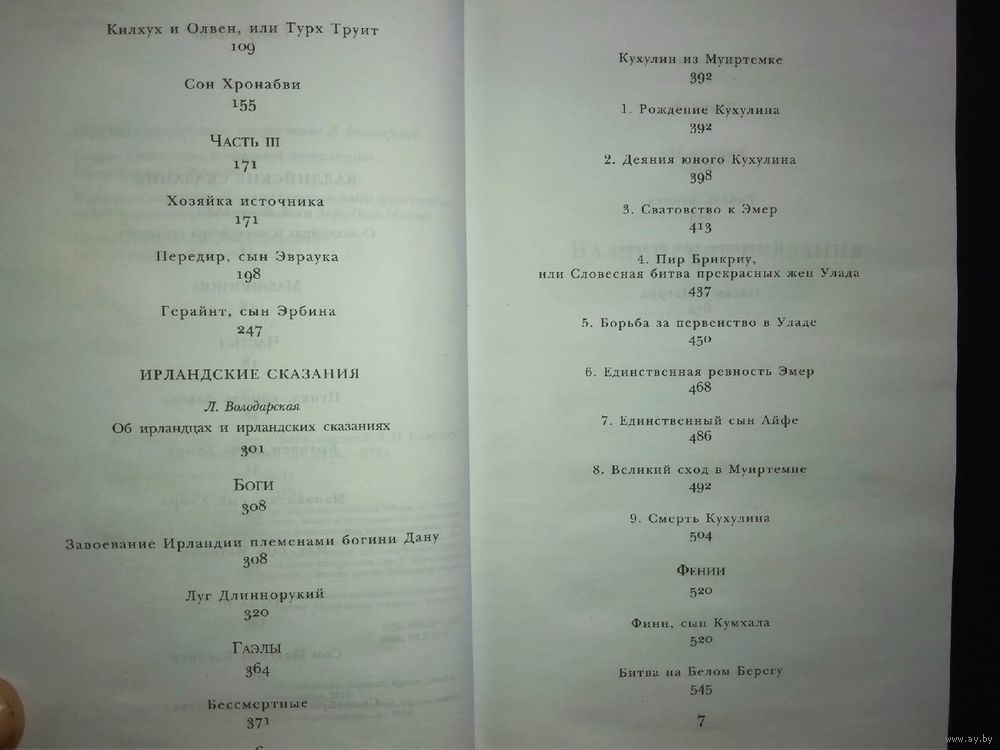 Килхух и Олвен, или Турх Труит
109
Сон Хронабви
155
Часть III
171
Хозяйка источника
171
Передир, сын Эвраука
198
Герайнт, сын Эрбина
247
ИРЛАНДСКИЕ СКАЗАНИЯ
Л. Володарская
Об ирландцах и ирландских сказаниях
301
Боги
308
Завоевание Ирландии племенами богини Дану
308
Луг Длиннорукий
320
Гаэлы
364
Бессмертные
371
Кухулин из Муиртемке
392
1. Рождение Кухулина
392
2. Деяния юного Кухулина
398
3. Сватовство к Эмер
413
4. Пир Брикриу,
или Словесная битва прекрасных жен Улада
437
5. Борьба за первенство в Уладе
450
6. Единственная ревность Эмер
468
7. Единственный сын Айфе
486
8. Великий сход в Муиртемне
492
9. Смерть Кухулина
504
Фении
520
Финн, сын Кумхала
520
Битва на Белом Берегу
545
7
www.ay.by